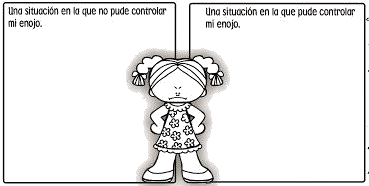 Una situación en la que no pude controlar
mi enojo.
Una situación en la que pude controlar
mi enojo.